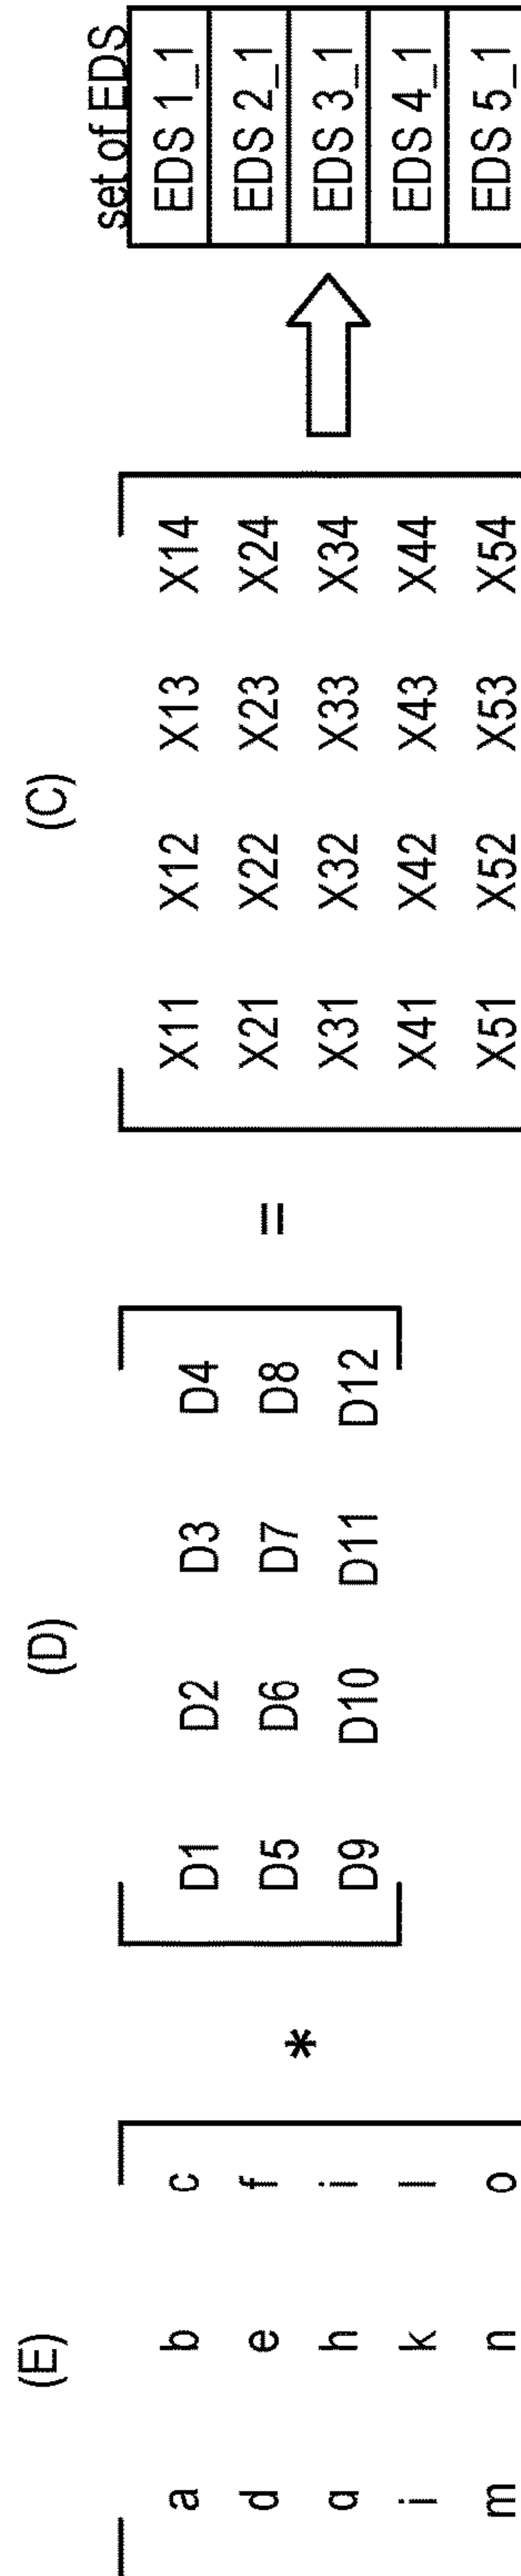 (E) (D) (C)
set of EDS
a b c * D1 D2 D3 D4 = X11 X12 X13 X14 EDS 1_1
d e f D5 D6 D7 D8 X21 X22 X23 X24 EDS 2_1
g h i D9 D10 D11 D12 X31 X32 X33 X34 EDS 3_1
j k l X41 X42 X43 X44 EDS 4_1
m n o X51 X52 X53 X54 EDS 5_1